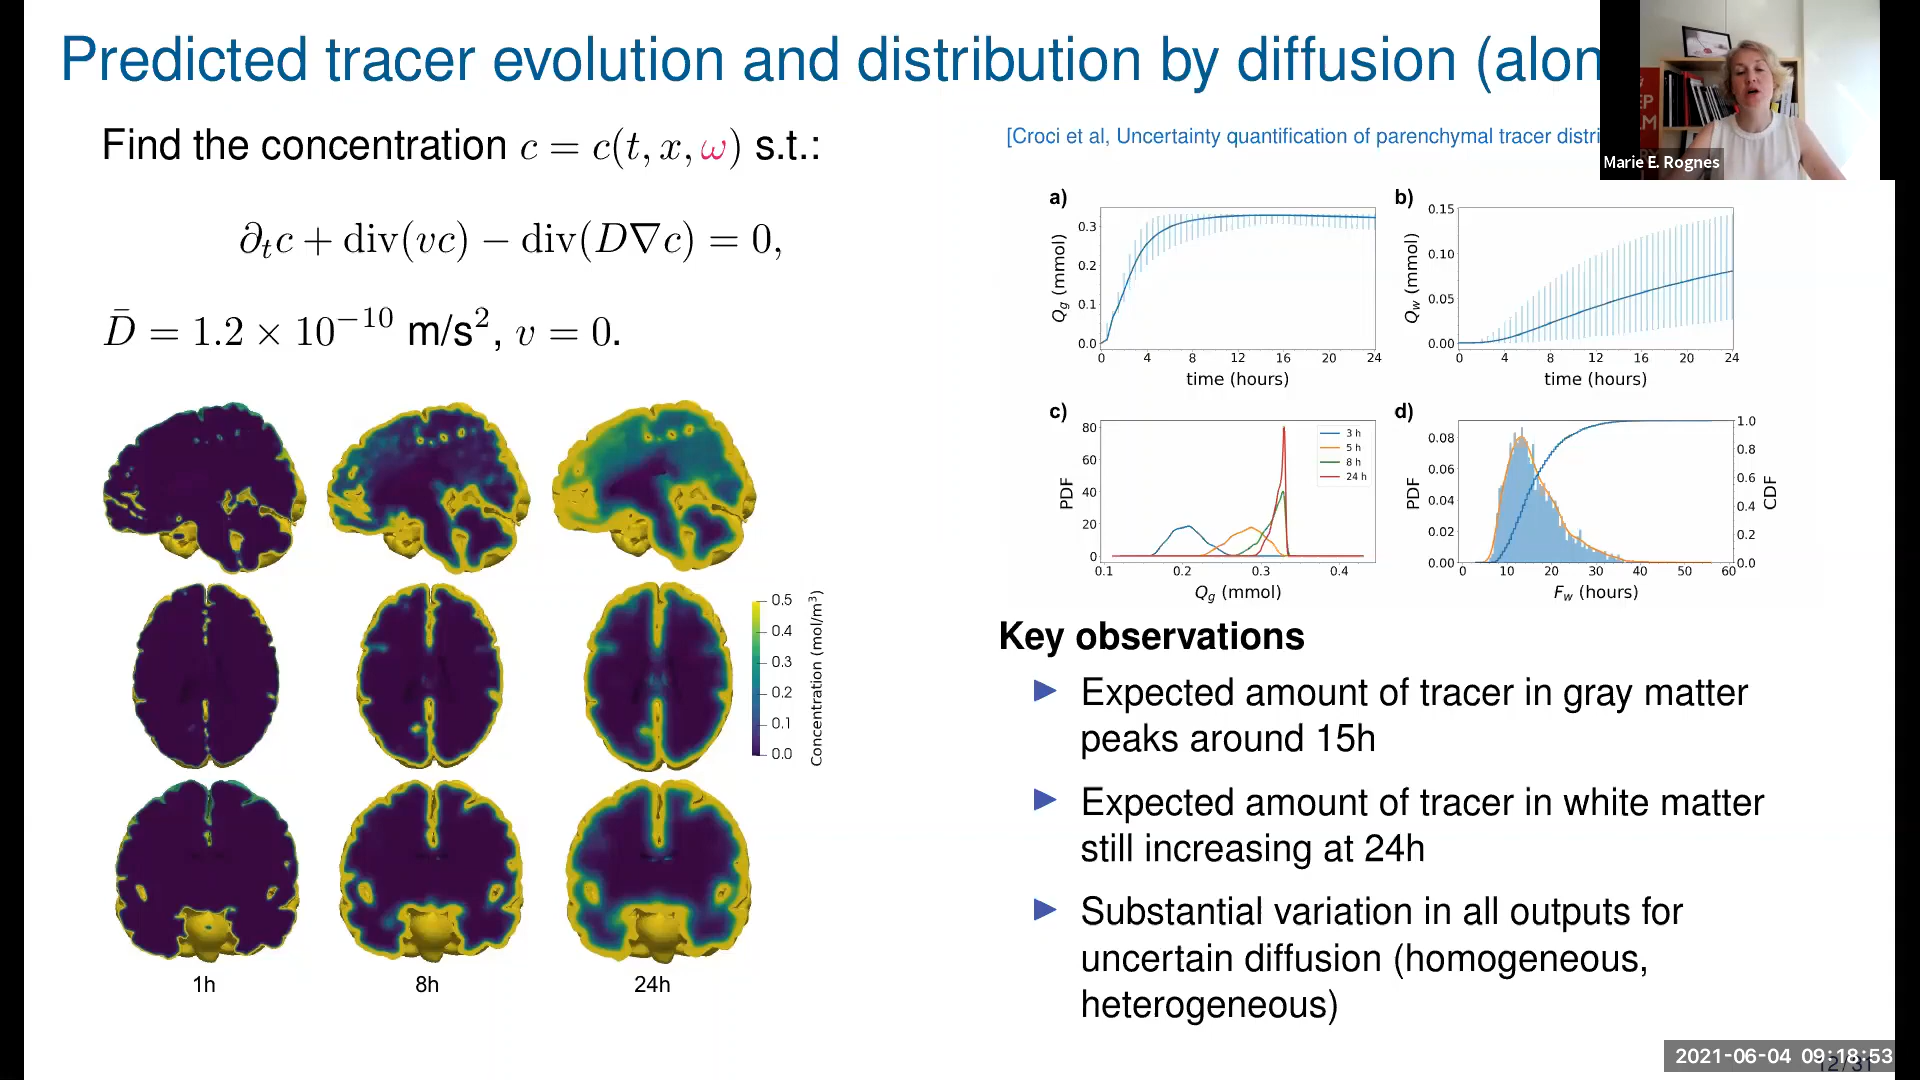 Predicted tracer evolution and distribution by diffusion (alon
Marie E. Rognes
Find the concentration c = c(t, x, ω) s.t.:
[Croci et al, Uncertainty quantification of parenchymal tracer distri
∂ₜc + div(vc) − div(D∇c) = 0,
D̄ = 1.2 × 10⁻¹⁰ m/s², v = 0.
a)
0.3
0.2
0.1
0.0
Q_g (mmol)
0 4 8 12 16 20 24
time (hours)
b)
0.15
0.10
0.05
0.00
Q_w (mmol)
0 4 8 12 16 20 24
time (hours)
c)
80
60
40
20
0
PDF
3 h
5 h
8 h
24 h
0.1 0.2 0.3 0.4
Q_g (mmol)
d)
0.08
0.06
0.04
0.02
0.00
PDF
1.0
0.8
0.6
0.4
0.2
0.0
CDF
0 10 20 30 40 50 60
F_w (hours)
0.5
0.4
0.3
0.2
0.1
0.0
Concentration (mol/m³)
1h 8h 24h
Key observations
▶ Expected amount of tracer in gray matter
peaks around 15h
▶ Expected amount of tracer in white matter
still increasing at 24h
▶ Substantial variation in all outputs for
uncertain diffusion (homogeneous,
heterogeneous)
2021-06-04 09:18:53
12/31